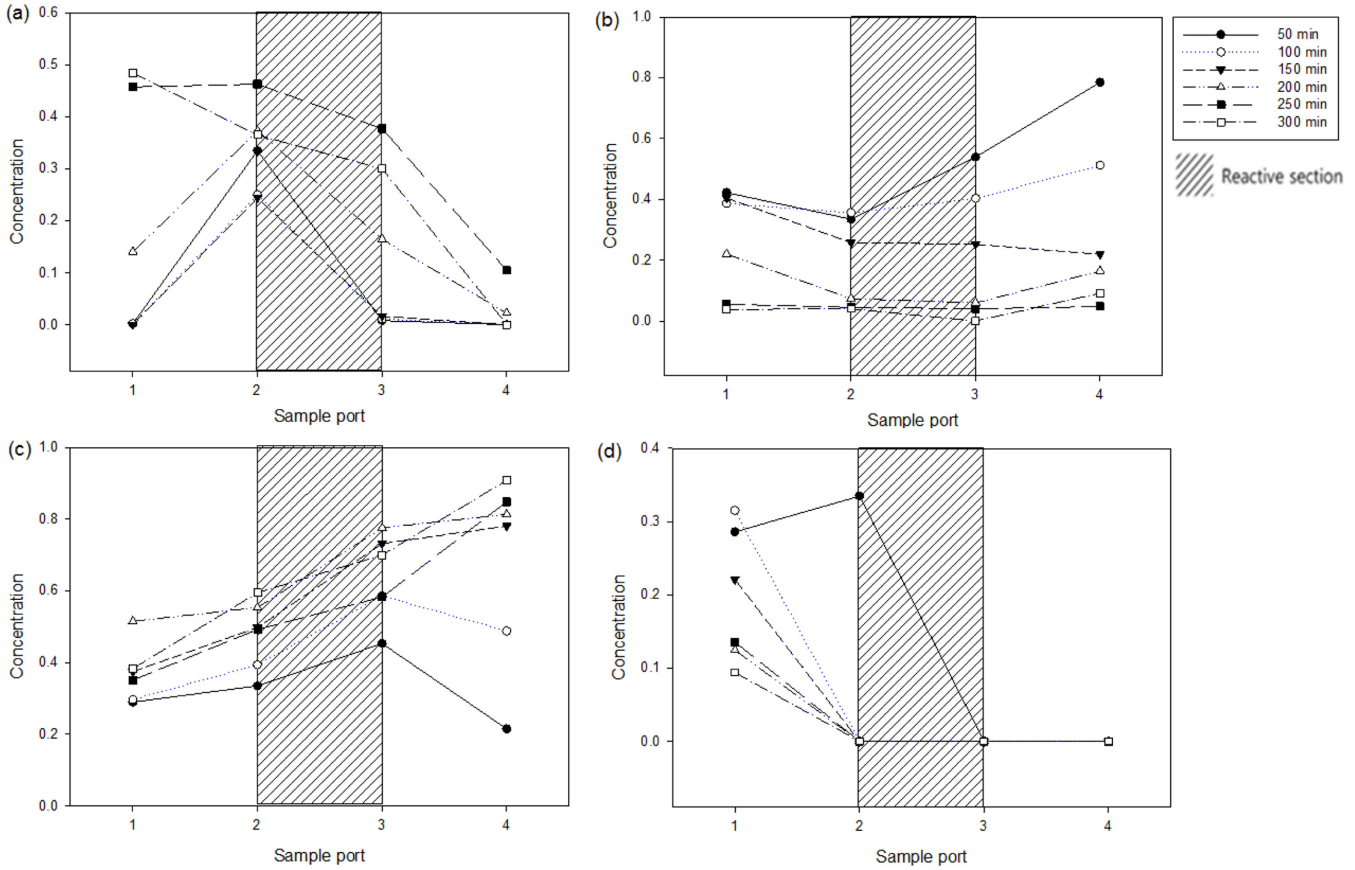 (a)
0.6
0.5
0.4
0.3
0.2
0.1
0.0
Concentration
1 2 3 4
Sample port
(b)
1.0
0.8
0.6
0.4
0.2
0.0
Concentration
1 2 3 4
Sample port
50 min
100 min
150 min
200 min
250 min
300 min
Reactive section
(c)
1.0
0.8
0.6
0.4
0.2
0.0
Concentration
1 2 3 4
Sample port
(d)
0.4
0.3
0.2
0.1
0.0
Concentration
1 2 3 4
Sample port